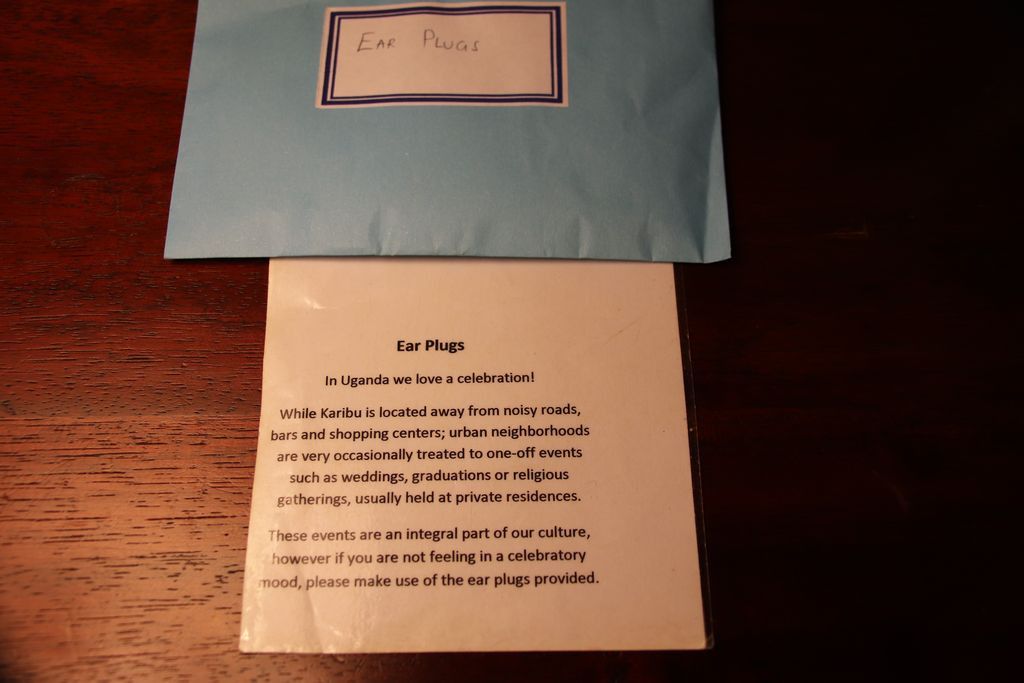 EAR PLUGS
Ear Plugs
In Uganda we love a celebration!
While Karibu is located away from noisy roads,
bars and shopping centers; urban neighborhoods
are very occasionally treated to one-off events
such as weddings, graduations or religious
gatherings, usually held at private residences.
These events are an integral part of our culture,
however if you are not feeling in a celebratory
mood, please make use of the ear plugs provided.